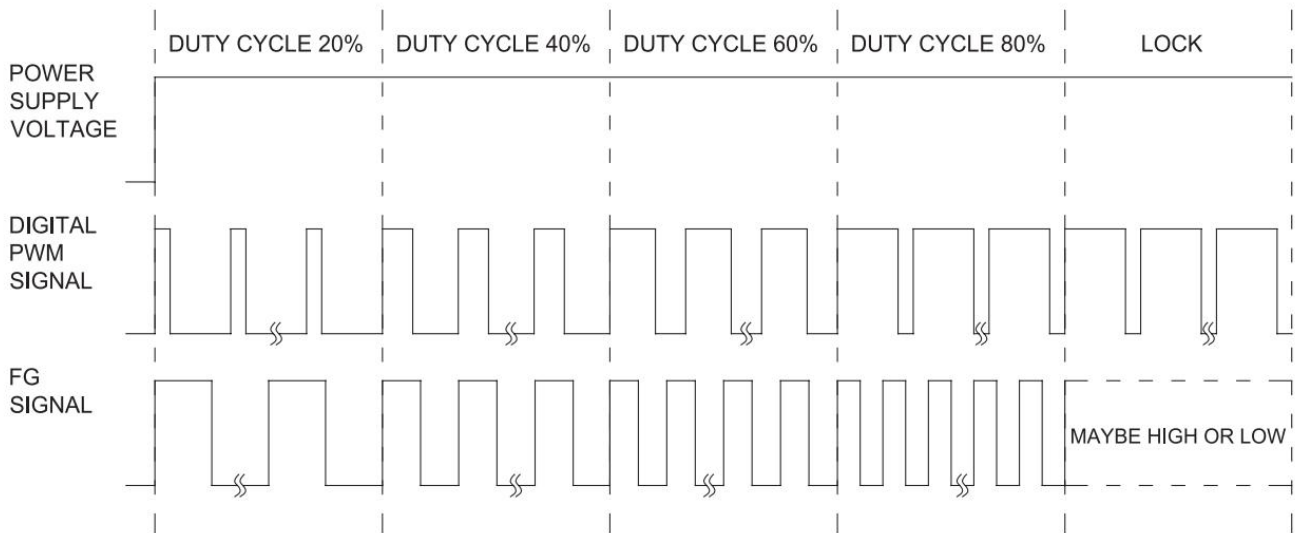 DUTY CYCLE 20%
DUTY CYCLE 40%
DUTY CYCLE 60%
DUTY CYCLE 80%
LOCK
POWER
SUPPLY
VOLTAGE
DIGITAL
PWM
SIGNAL
FG
SIGNAL
MAYBE HIGH OR LOW